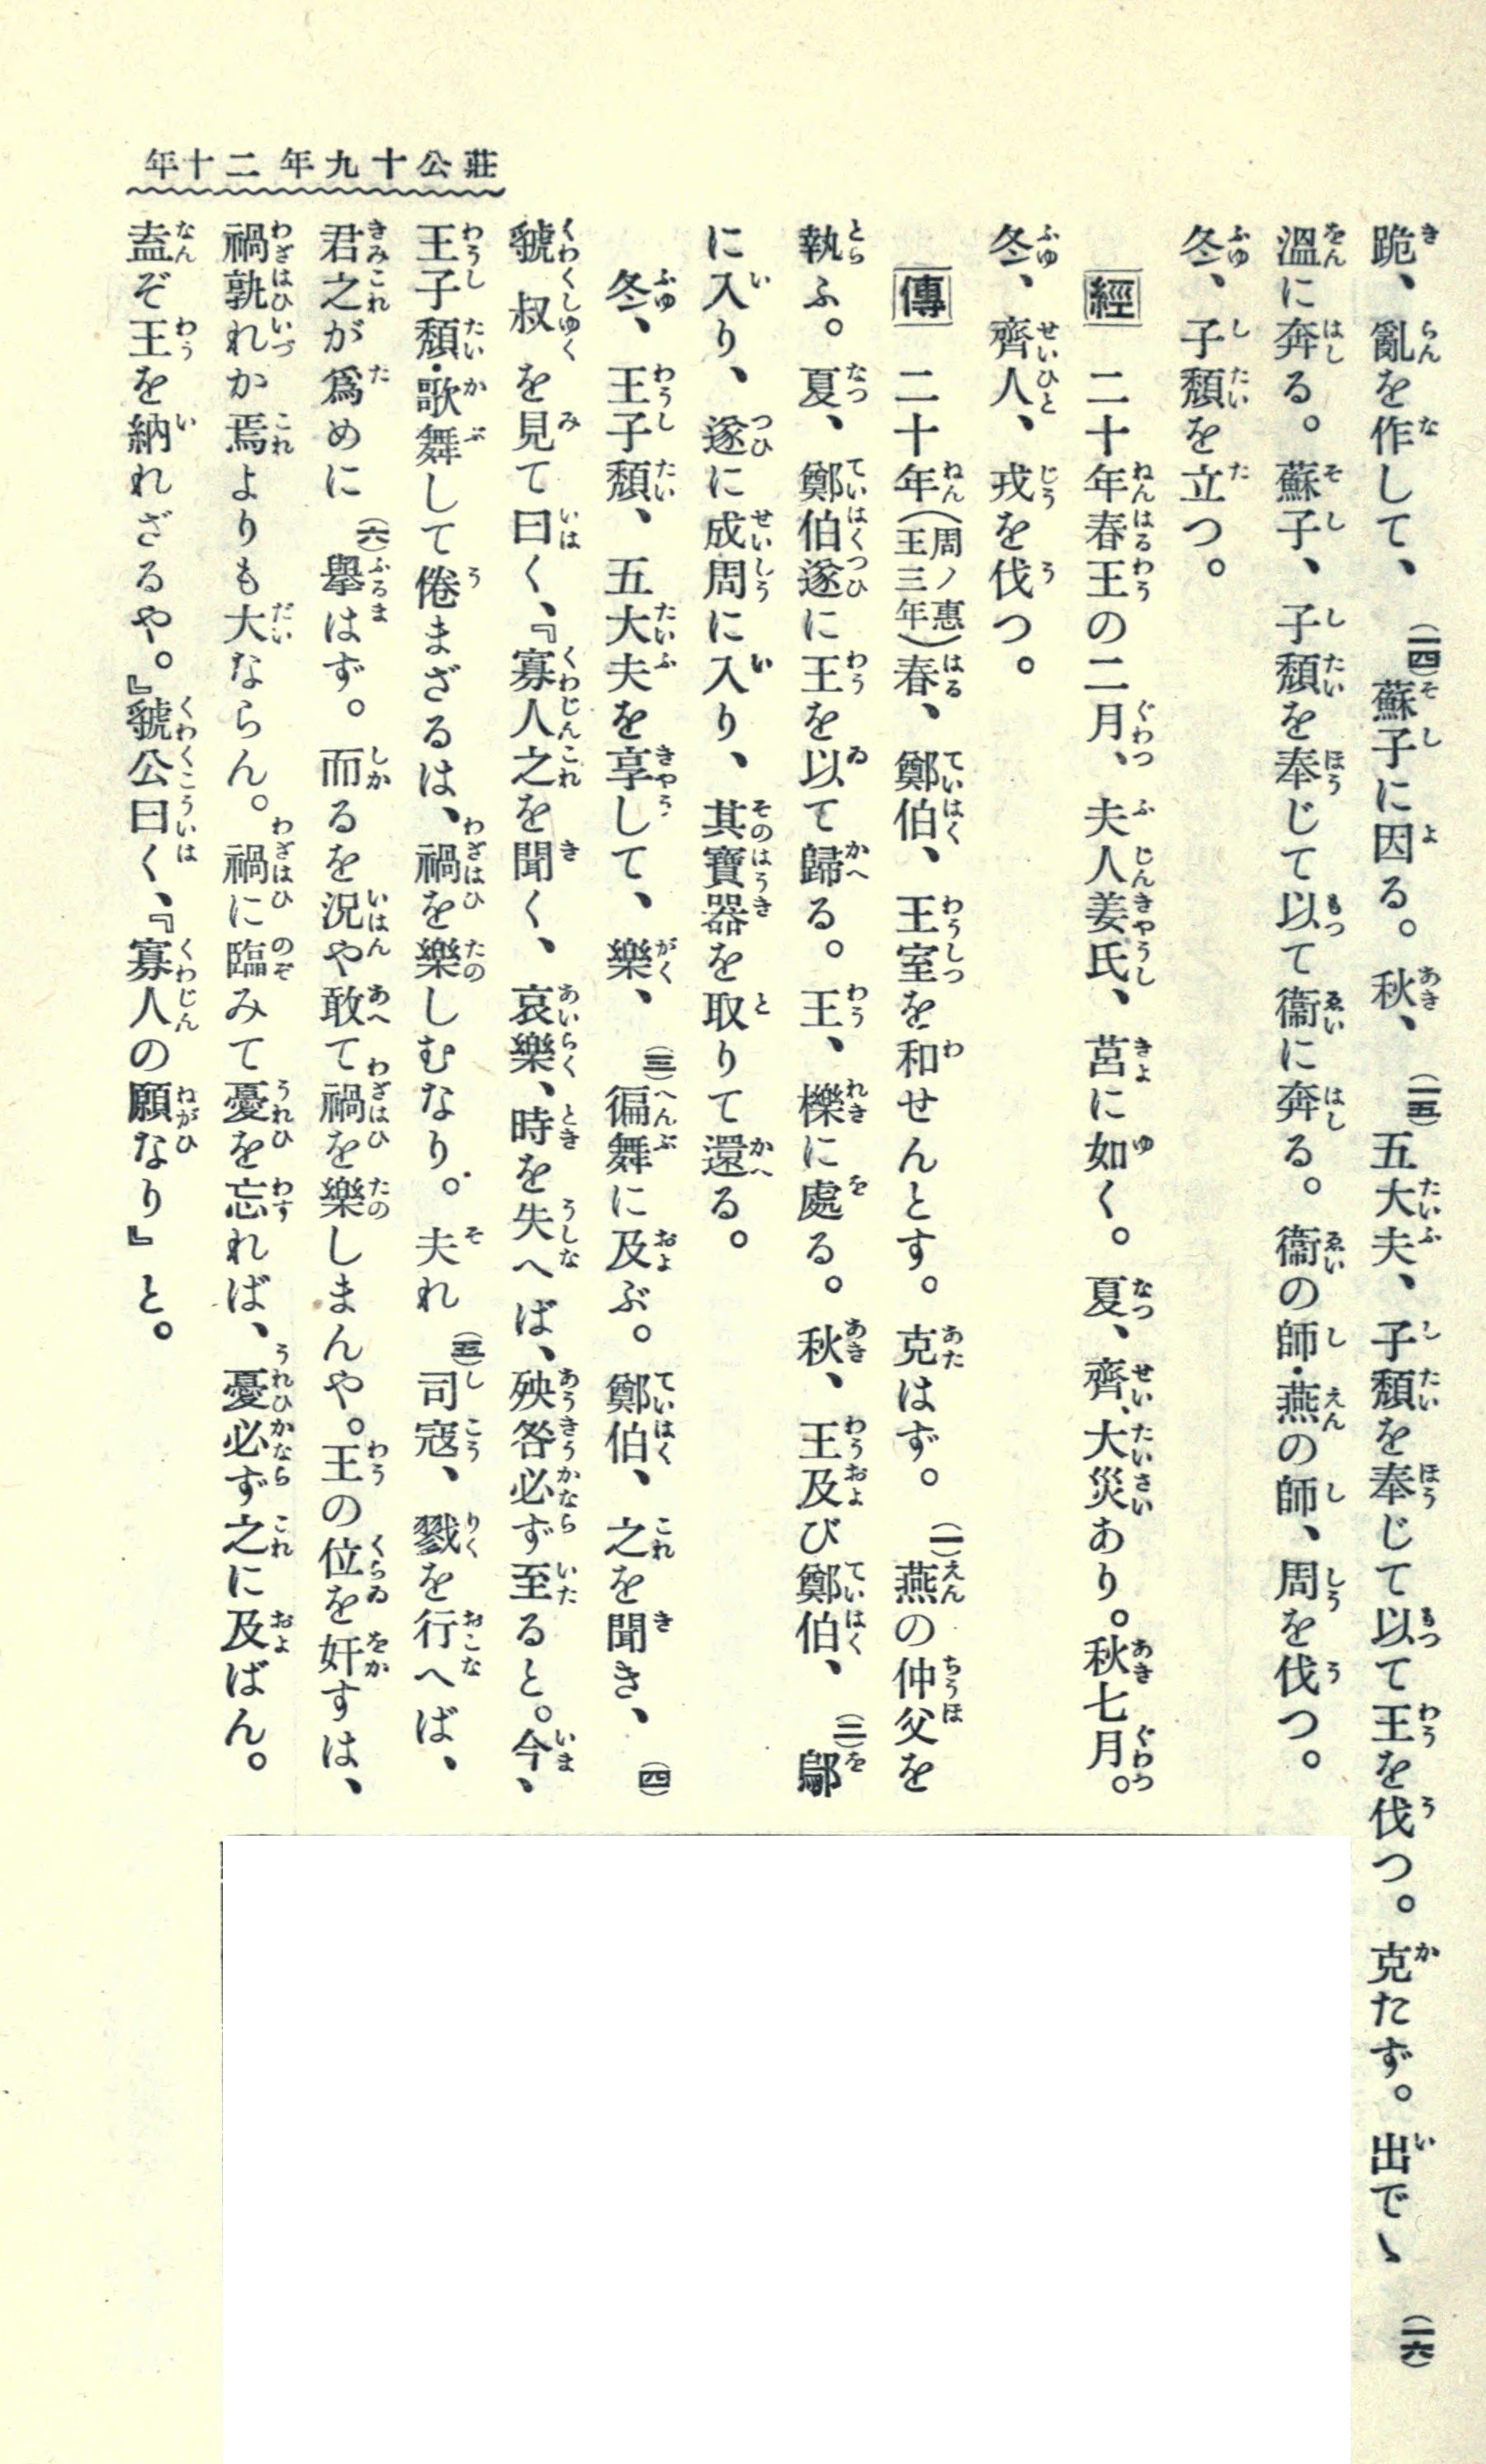 莊公十九年 二十年
跪、亂を作して、(一四)蘇子に因る。秋、(一五)五大夫、子頽を奉じて以て王を伐つ。克たず。出でゝ(一六)
溫に奔る。蘇子、子頽を奉じて以て衞に奔る。衞の師・燕の師、周を伐つ。
冬、子頽を立つ。
經 二十年春王の二月、夫人姜氏、莒に如く。夏、齊、大災あり。秋七月。
冬、齊人、戎を伐つ。
傳 二十年(周ノ惠王三年)春、鄭伯、王室を和せんとす。克はず。(一)燕の仲父を
執ふ。夏、鄭伯遂に王を以て歸る。王、櫟に處る。秋、王及び鄭伯、(二)鄔
に入り、遂に成周に入り、其寶器を取りて還る。
冬、王子頽、五大夫を享して、樂、(三)徧舞に及ぶ。鄭伯、之を聞き、(四)
虢叔を見て曰く、『寡人之を聞く、哀樂、時を失へば、殃咎必ず至ると。今、
王子頽・歌舞して倦まざるは、禍を樂しむなり。夫れ(五)司寇、戮を行へば、
君之が爲めに(六)擧はず。而るを況や敢て禍を樂しまんや。王の位を奸すは、
禍孰れか焉よりも大ならん。禍に臨みて憂を忘れば、憂必ず之に及ばん。
盍ぞ王を納れざるや。』虢公曰く、『寡人の願なり』と。